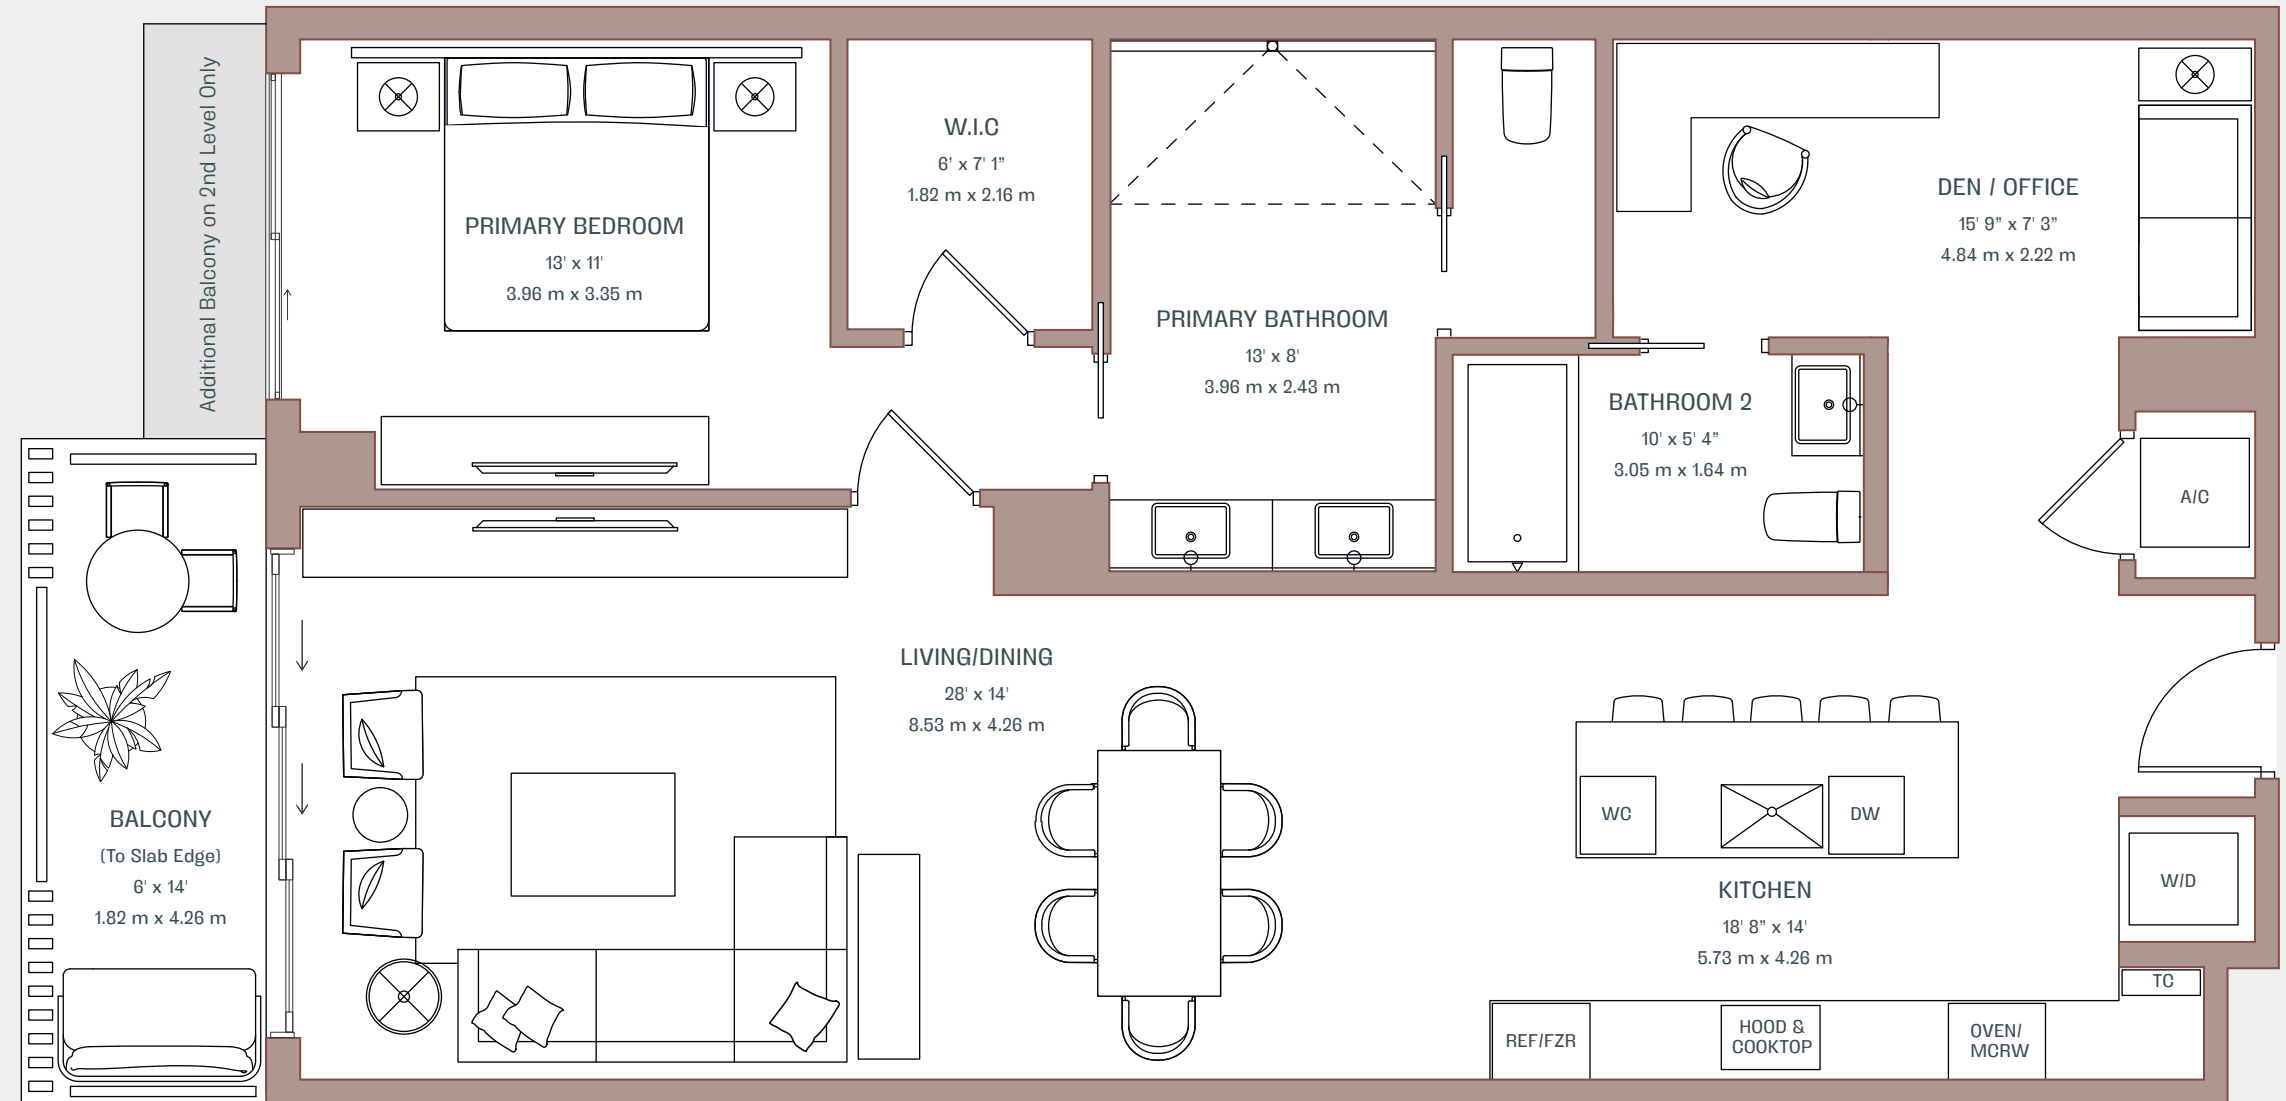 Additional Balcony on 2nd Level Only
PRIMARY BEDROOM
13' x 11'
3.96 m x 3.35 m
W.I.C
6' x 7' 1"
1.82 m x 2.16 m
PRIMARY BATHROOM
13' x 8'
3.96 m x 2.43 m
DEN / OFFICE
15' 9" x 7' 3"
4.84 m x 2.22 m
BATHROOM 2
10' x 5' 4"
3.05 m x 1.64 m
A/C
LIVING/DINING
28' x 14'
8.53 m x 4.26 m
BALCONY
(To Slab Edge)
6' x 14'
1.82 m x 4.26 m
WC
DW
KITCHEN
18' 8" x 14'
5.73 m x 4.26 m
W/D
TC
REF/FZR
HOOD &
COOKTOP
OVEN/
MCRW